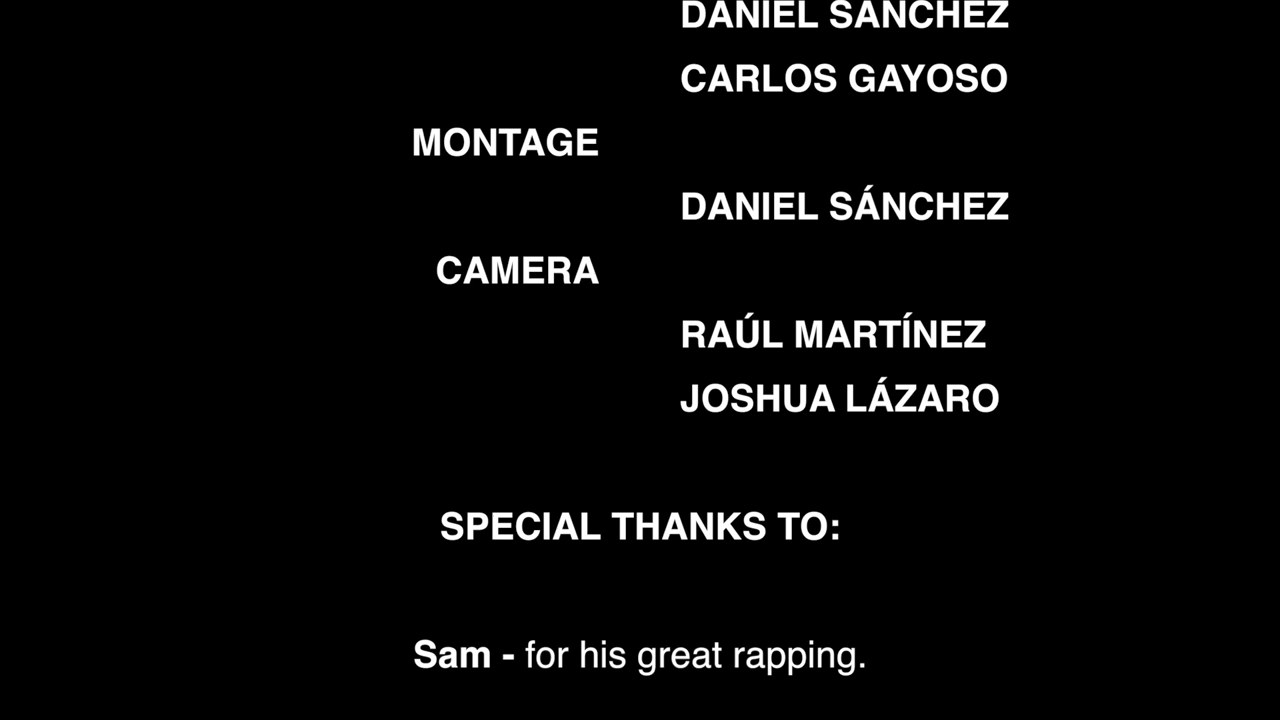 DANIEL SÁNCHEZ
CARLOS GAYOSO
MONTAGE
DANIEL SÁNCHEZ
CAMERA
RAÚL MARTÍNEZ
JOSHUA LÁZARO
SPECIAL THANKS TO:
Sam - for his great rapping.